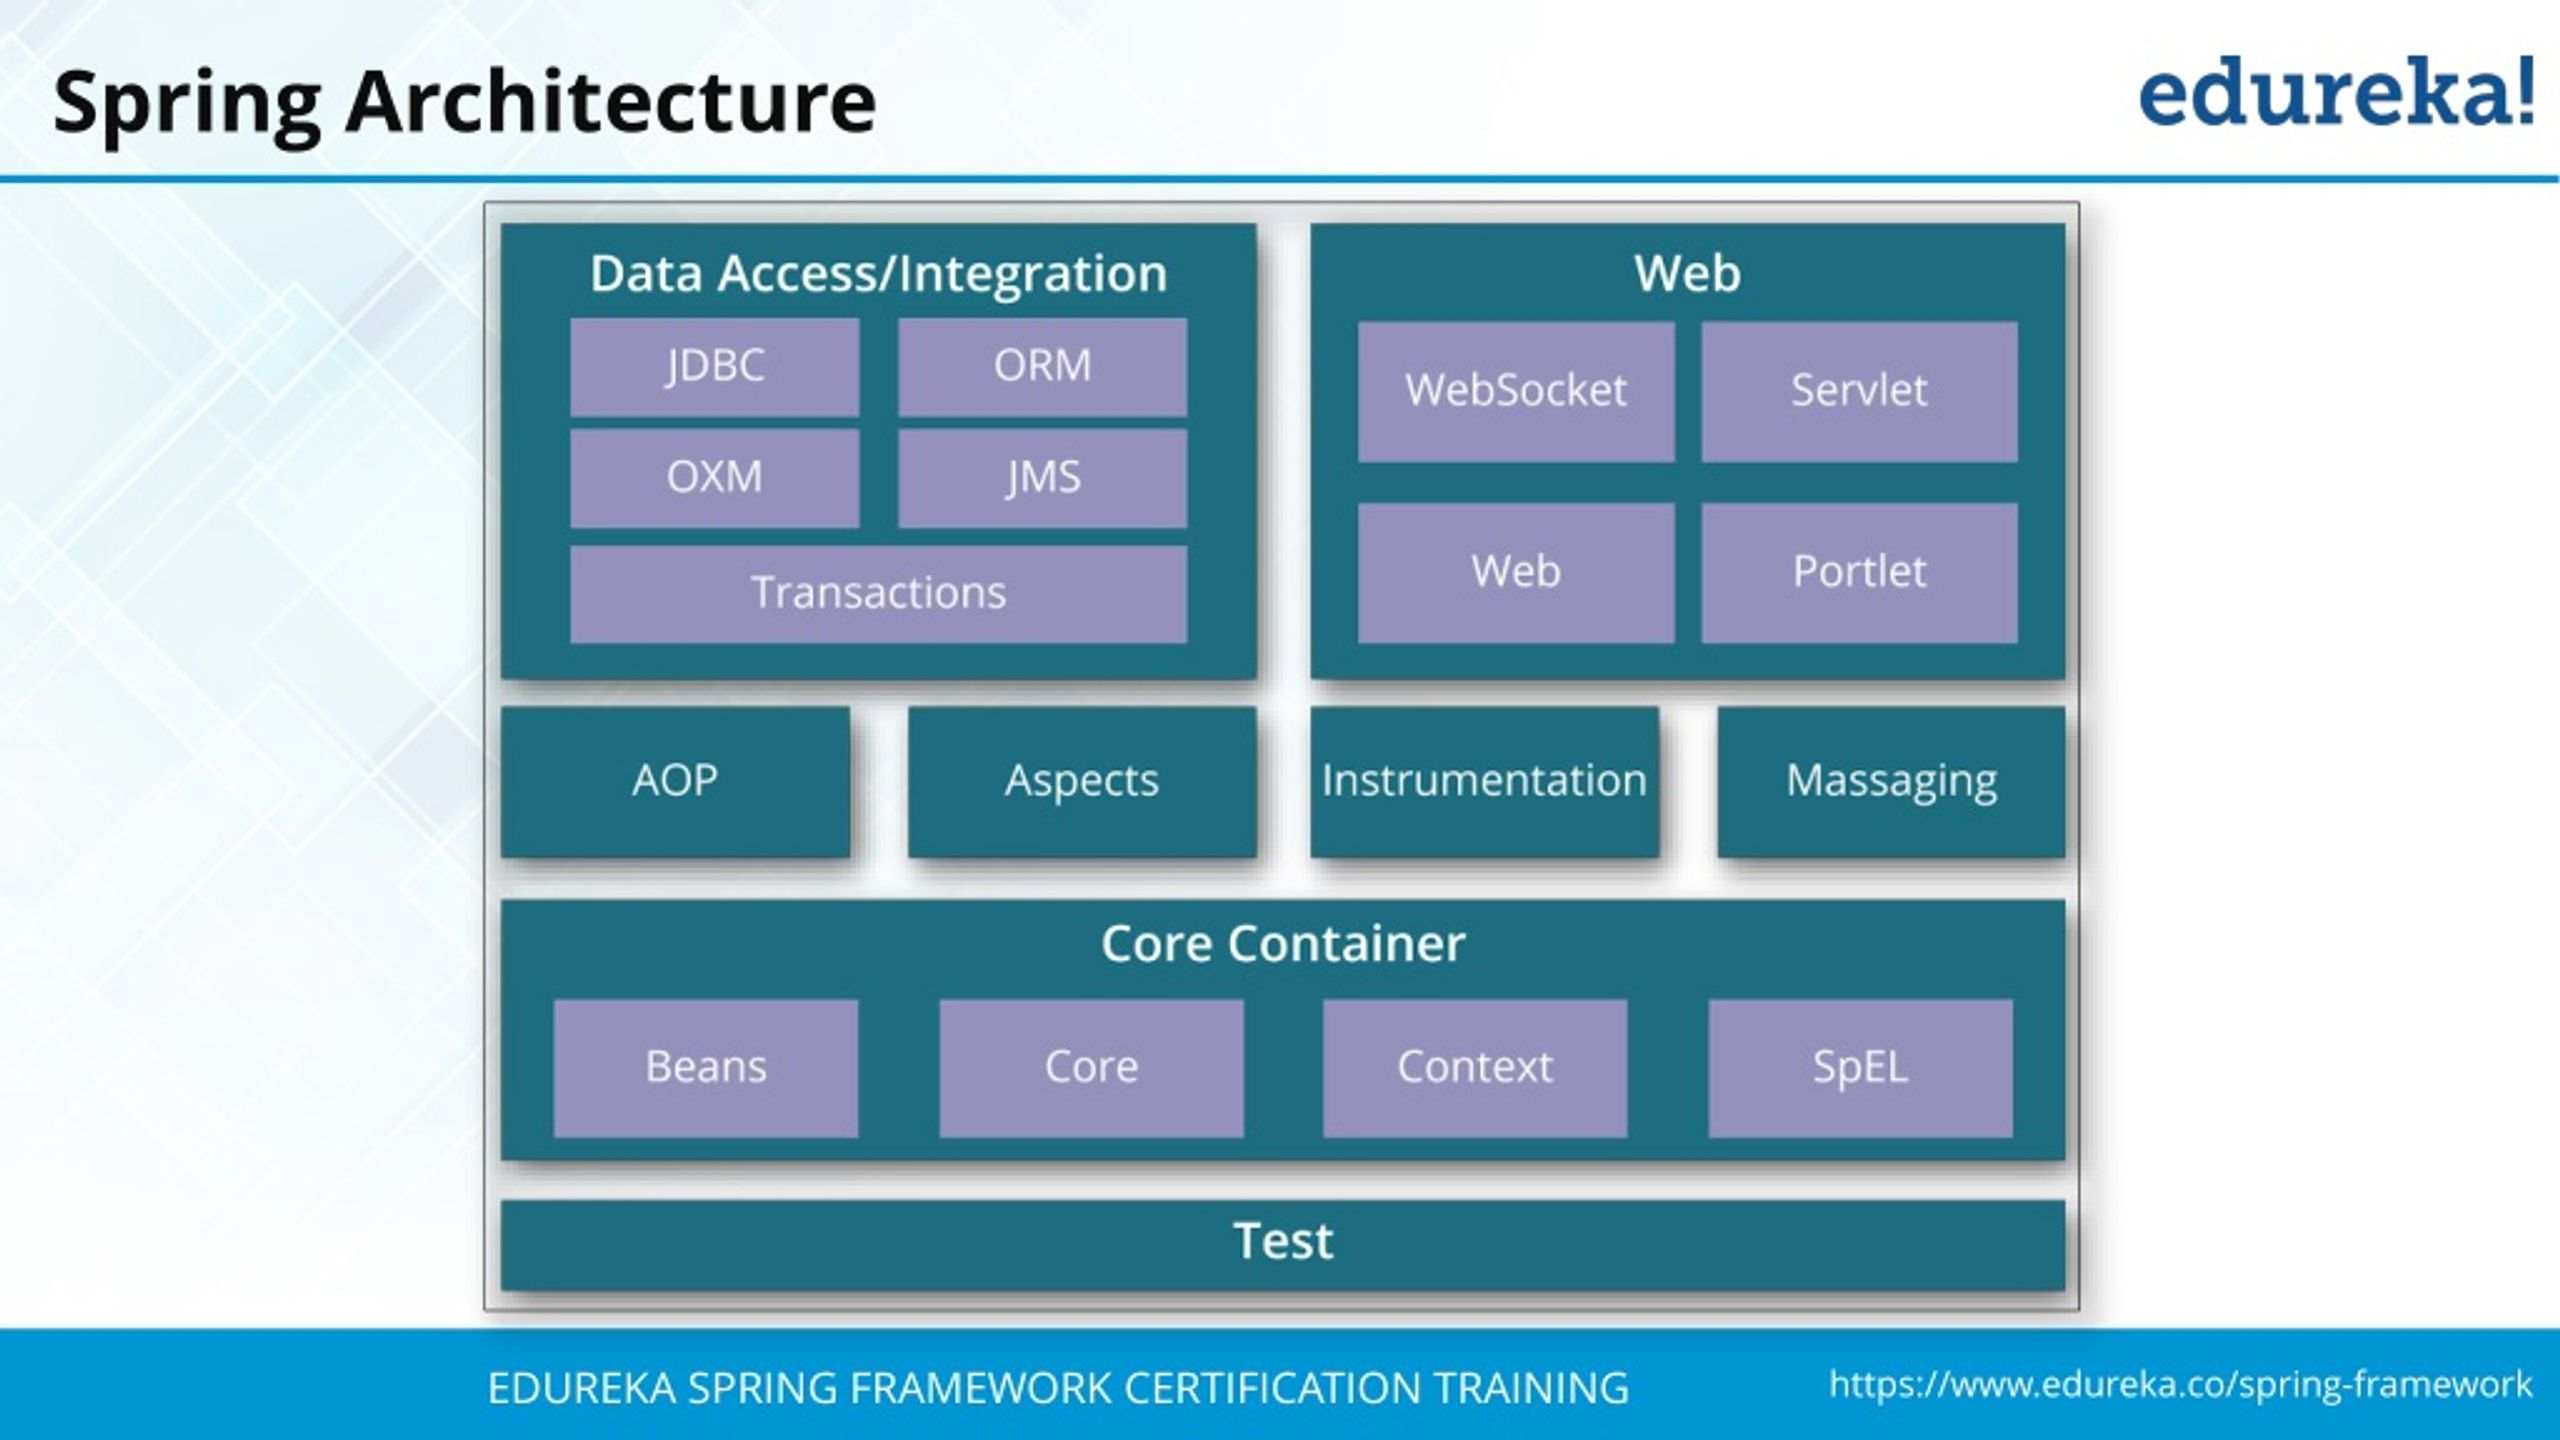 Spring Architecture
edureka!
Data Access/Integration
JDBC
ORM
OXM
JMS
Transactions
Web
WebSocket
Servlet
Web
Portlet
AOP
Aspects
Instrumentation
Massaging
Core Container
Beans
Core
Context
SpEL
Test
EDUREKA SPRING FRAMEWORK CERTIFICATION TRAINING
https://www.edureka.co/spring-framework